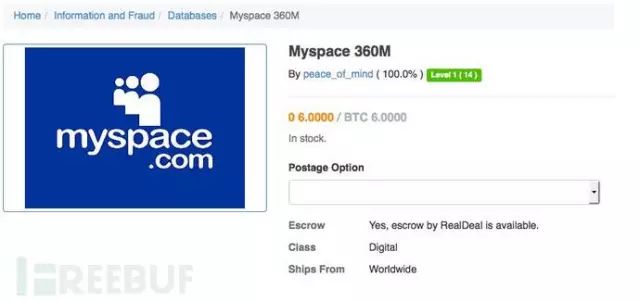 Home / Information and Fraud / Databases / Myspace 360M
myspace
.com
Myspace 360M
By peace_of_mind ( 100.0% ) Level 1 ( 14 )
0 6.0000 / BTC 6.0000
In stock.
Postage Option
Escrow Yes, escrow by RealDeal is available.
Class Digital
Ships From Worldwide
FREEBUF